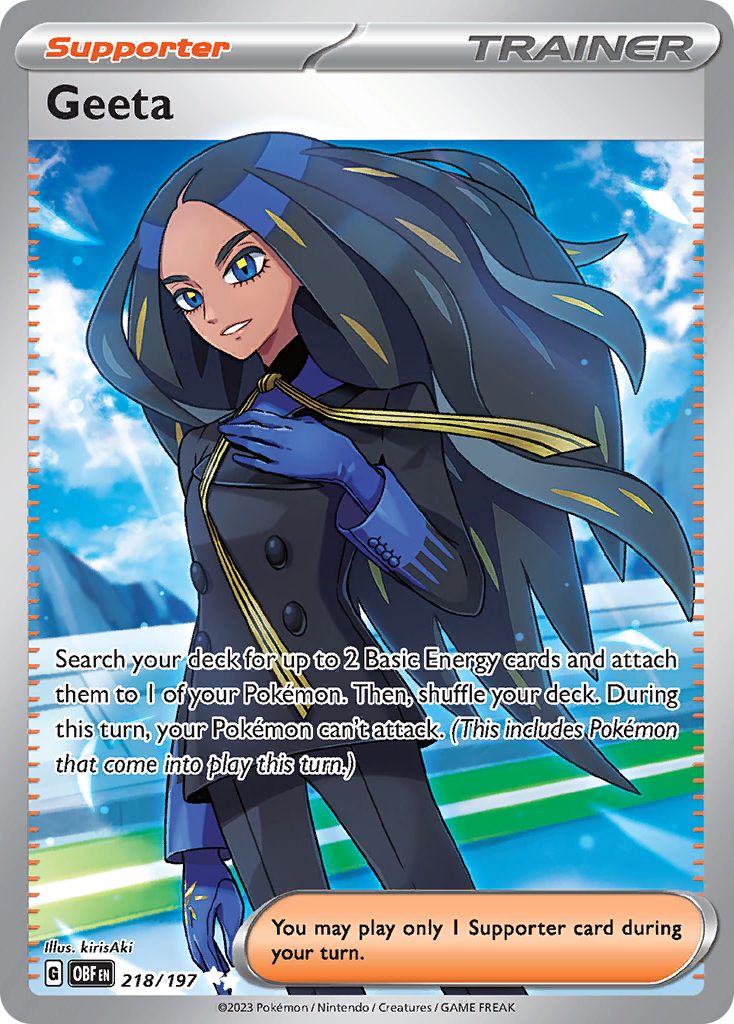 Supporter
TRAINER
Geeta
Search your deck for up to 2 Basic Energy cards and attach
them to 1 of your Pokémon. Then, shuffle your deck. During
this turn, your Pokémon can't attack. (This includes Pokémon
that come into play this turn.)
You may play only 1 Supporter card during
your turn.
Illus. kirisAki
G OBF EN 218/197
©2023 Pokémon / Nintendo / Creatures / GAME FREAK